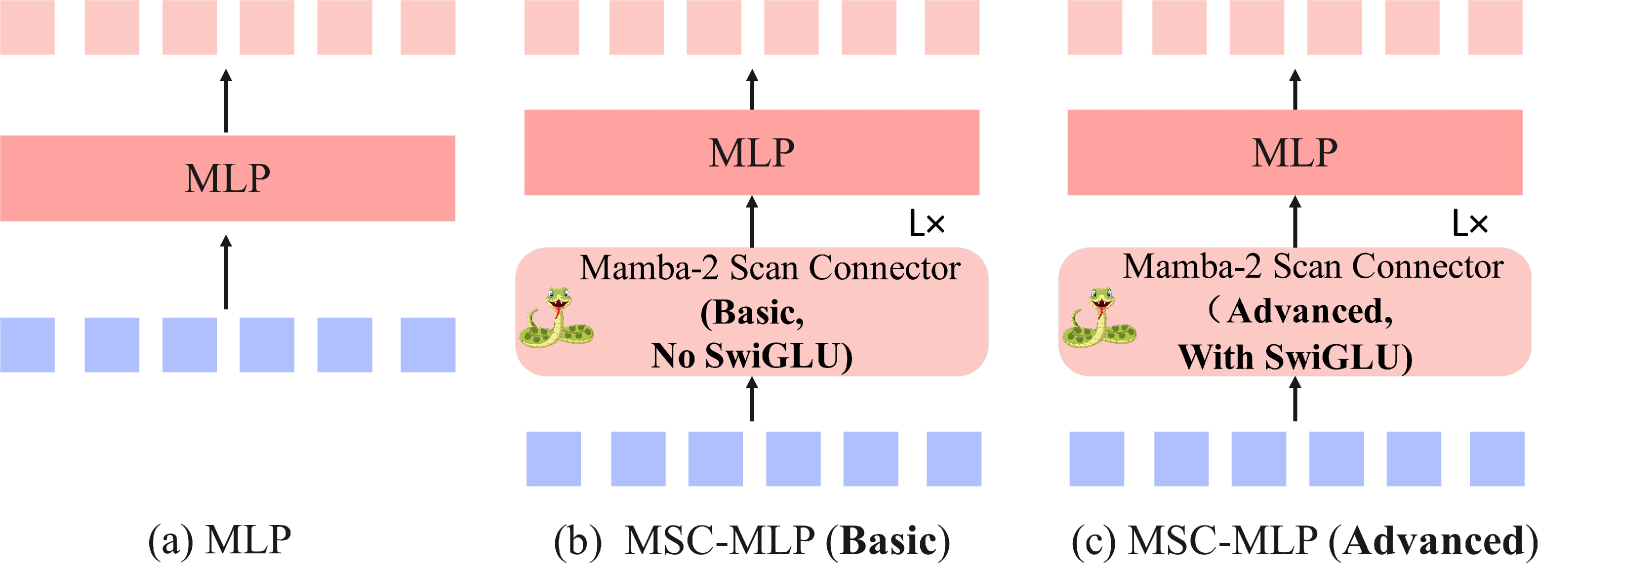 MLP
(a) MLP
MLP
L×
Mamba-2 Scan Connector
(Basic,
No SwiGLU)
(b) MSC-MLP (Basic)
MLP
L×
Mamba-2 Scan Connector
（Advanced,
With SwiGLU)
(c) MSC-MLP (Advanced)